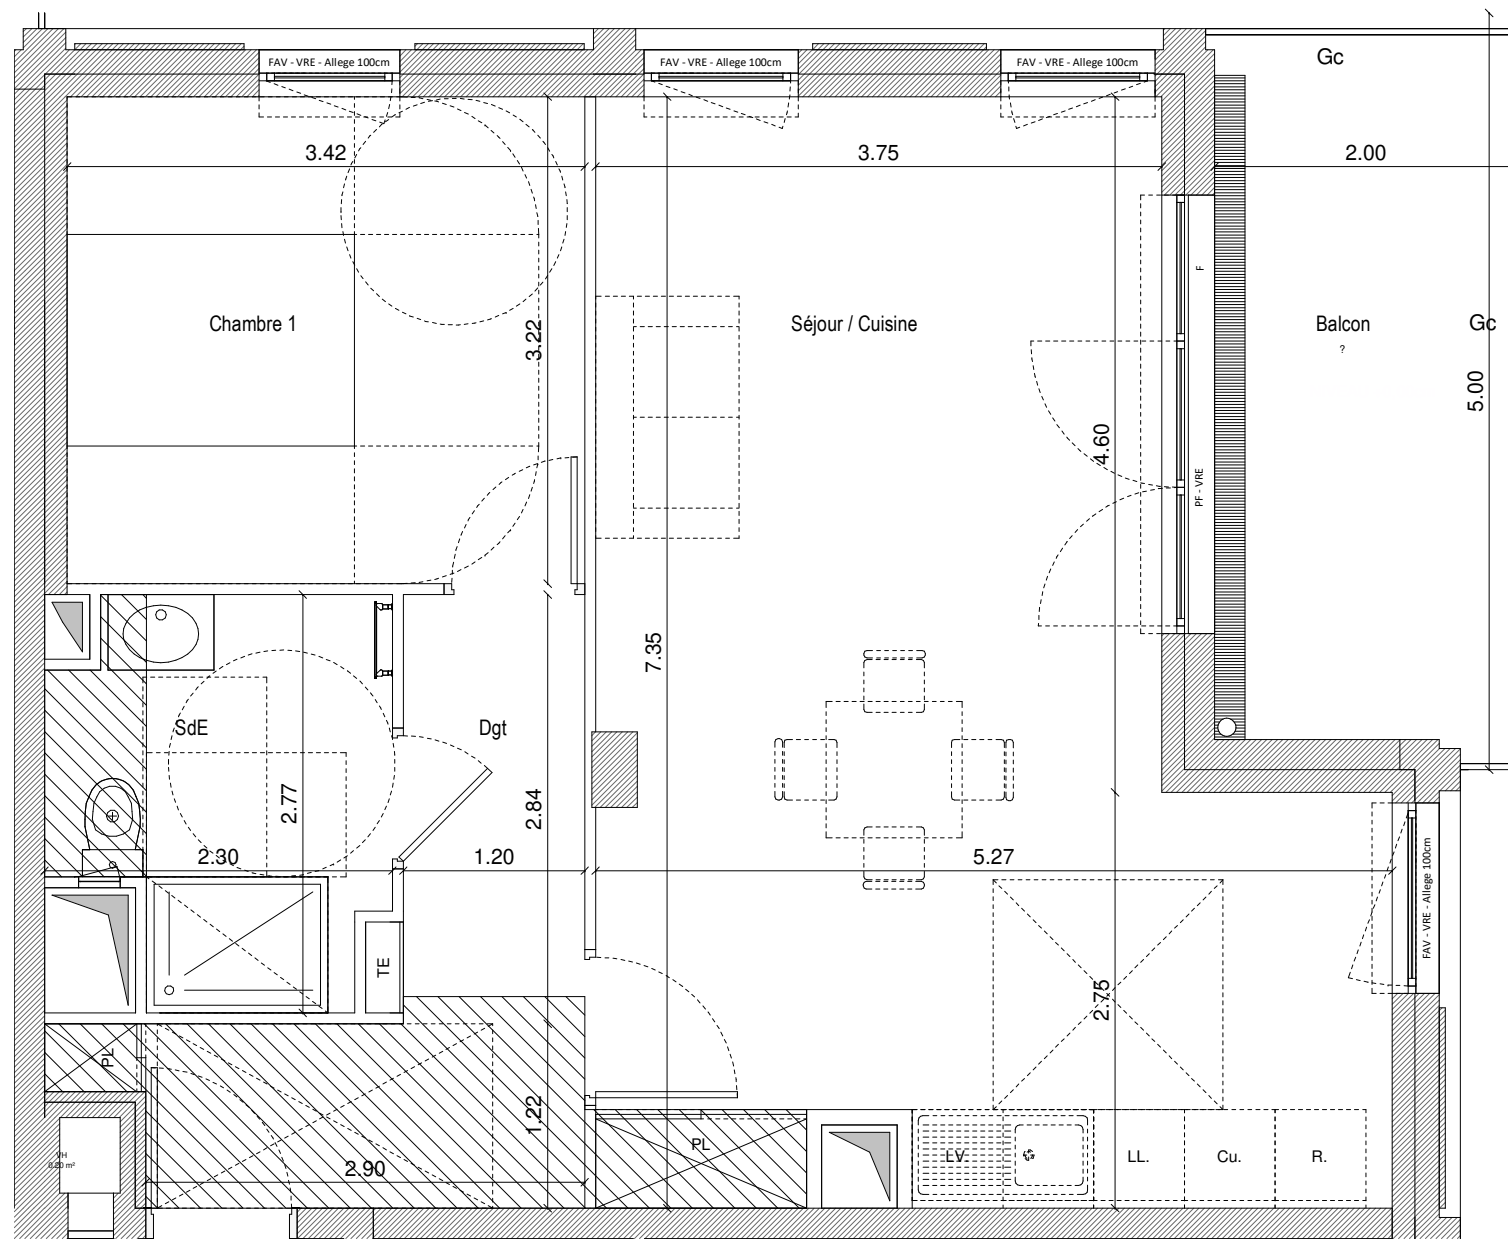 FAV - VRE - Allege 100cm
FAV - VRE - Allege 100cm
FAV - VRE - Allege 100cm
Gc
3.42
3.75
2.00
F
Chambre 1
3.22
Séjour / Cuisine
Balcon
?
Gc
5.00
4.60
PF - VRE
7.35
SdE
Dgt
2.77
2.84
2.30
1.20
5.27
FAV - VRE - Allege 100cm
TE
2.75
PL
1.22
PL
LV.
LL.
Cu.
R.
VH
0.20 m²
2.90